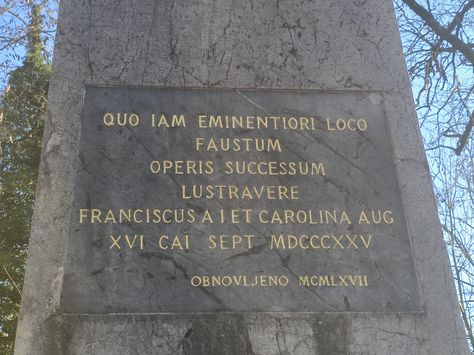 QUO IAM EMINENTIORI LOCO
FAUSTUM
OPERIS SUCCESSUM
LUSTRAVERE
FRANCISCUS A I ET CAROLINA AUG
XVI CAI SEPT MDCCCXXV
OBNOVLJENO MCMLXVII